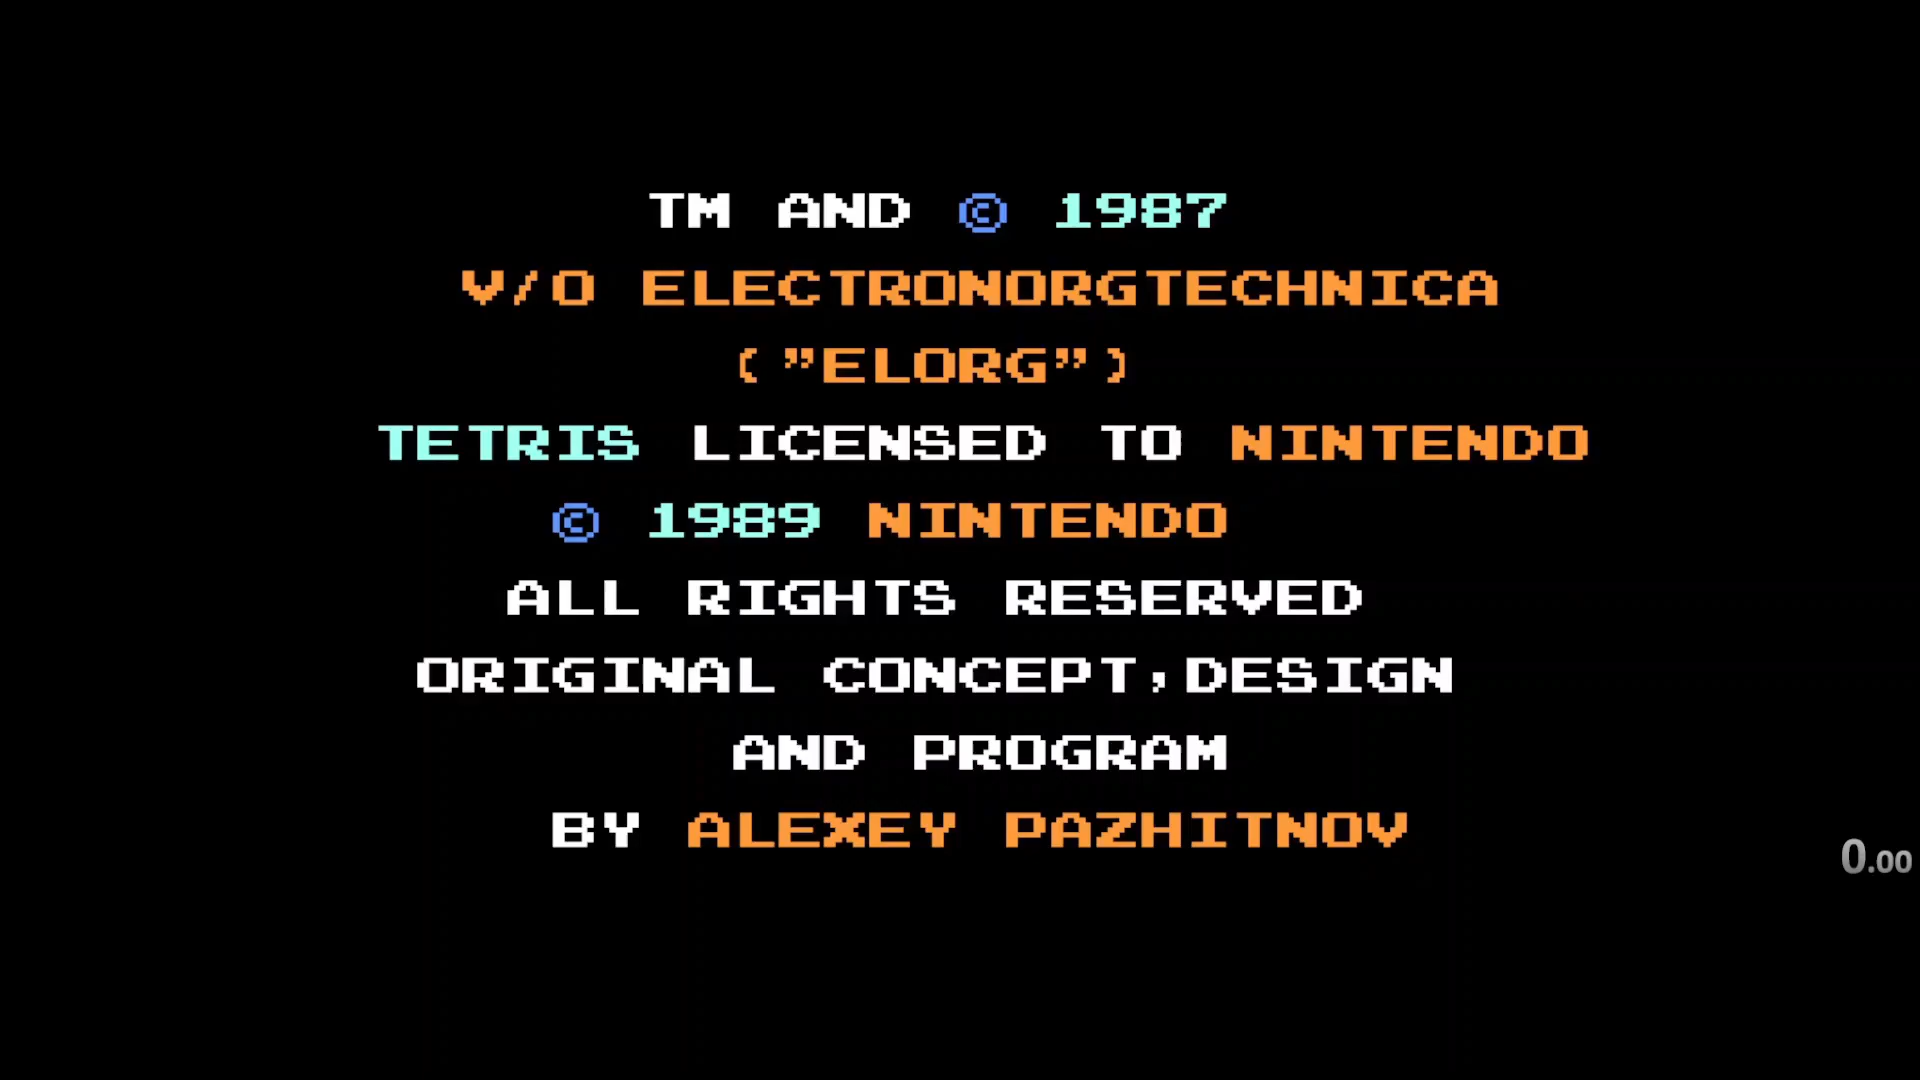 TM AND © 1987
V/O ELECTRONORGTECHNICA
("ELORG")
TETRIS LICENSED TO NINTENDO
© 1989 NINTENDO
ALL RIGHTS RESERVED
ORIGINAL CONCEPT,DESIGN
AND PROGRAM
BY ALEXEY PAZHITNOV
0.00